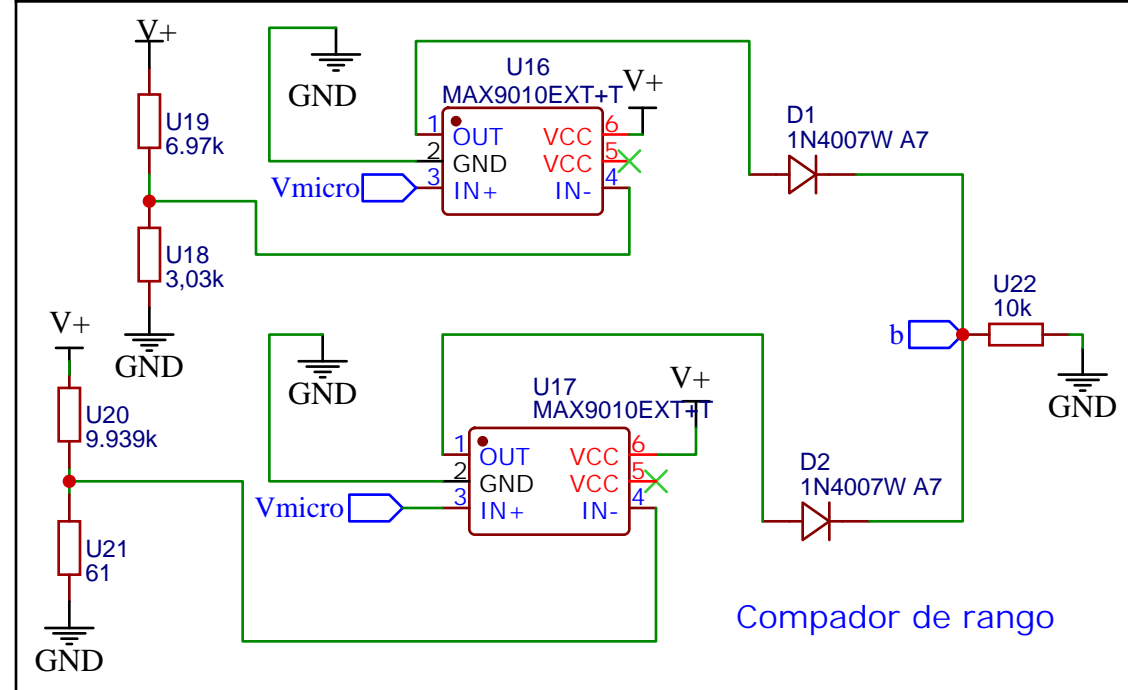 V+
GND
U19
6.97k
U18
3,03k
GND
U16
MAX9010EXT+T
V+
1 OUT VCC 6
2 GND VCC 5
3 IN+ IN- 4
Vmicro
D1
1N4007W A7
V+
U20
9.939k
U21
61
GND
GND
U17
MAX9010EXT+T
V+
1 OUT VCC 6
2 GND VCC 5
3 IN+ IN- 4
Vmicro
D2
1N4007W A7
b
U22
10k
GND
Compador de rango